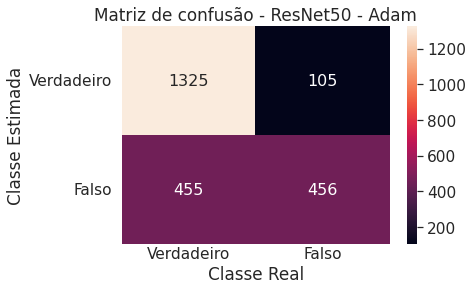 Matriz de confusão - ResNet50 - Adam
Classe Estimada
Verdadeiro
1325
105
Falso
455
456
Verdadeiro
Falso
Classe Real
1200
1000
800
600
400
200